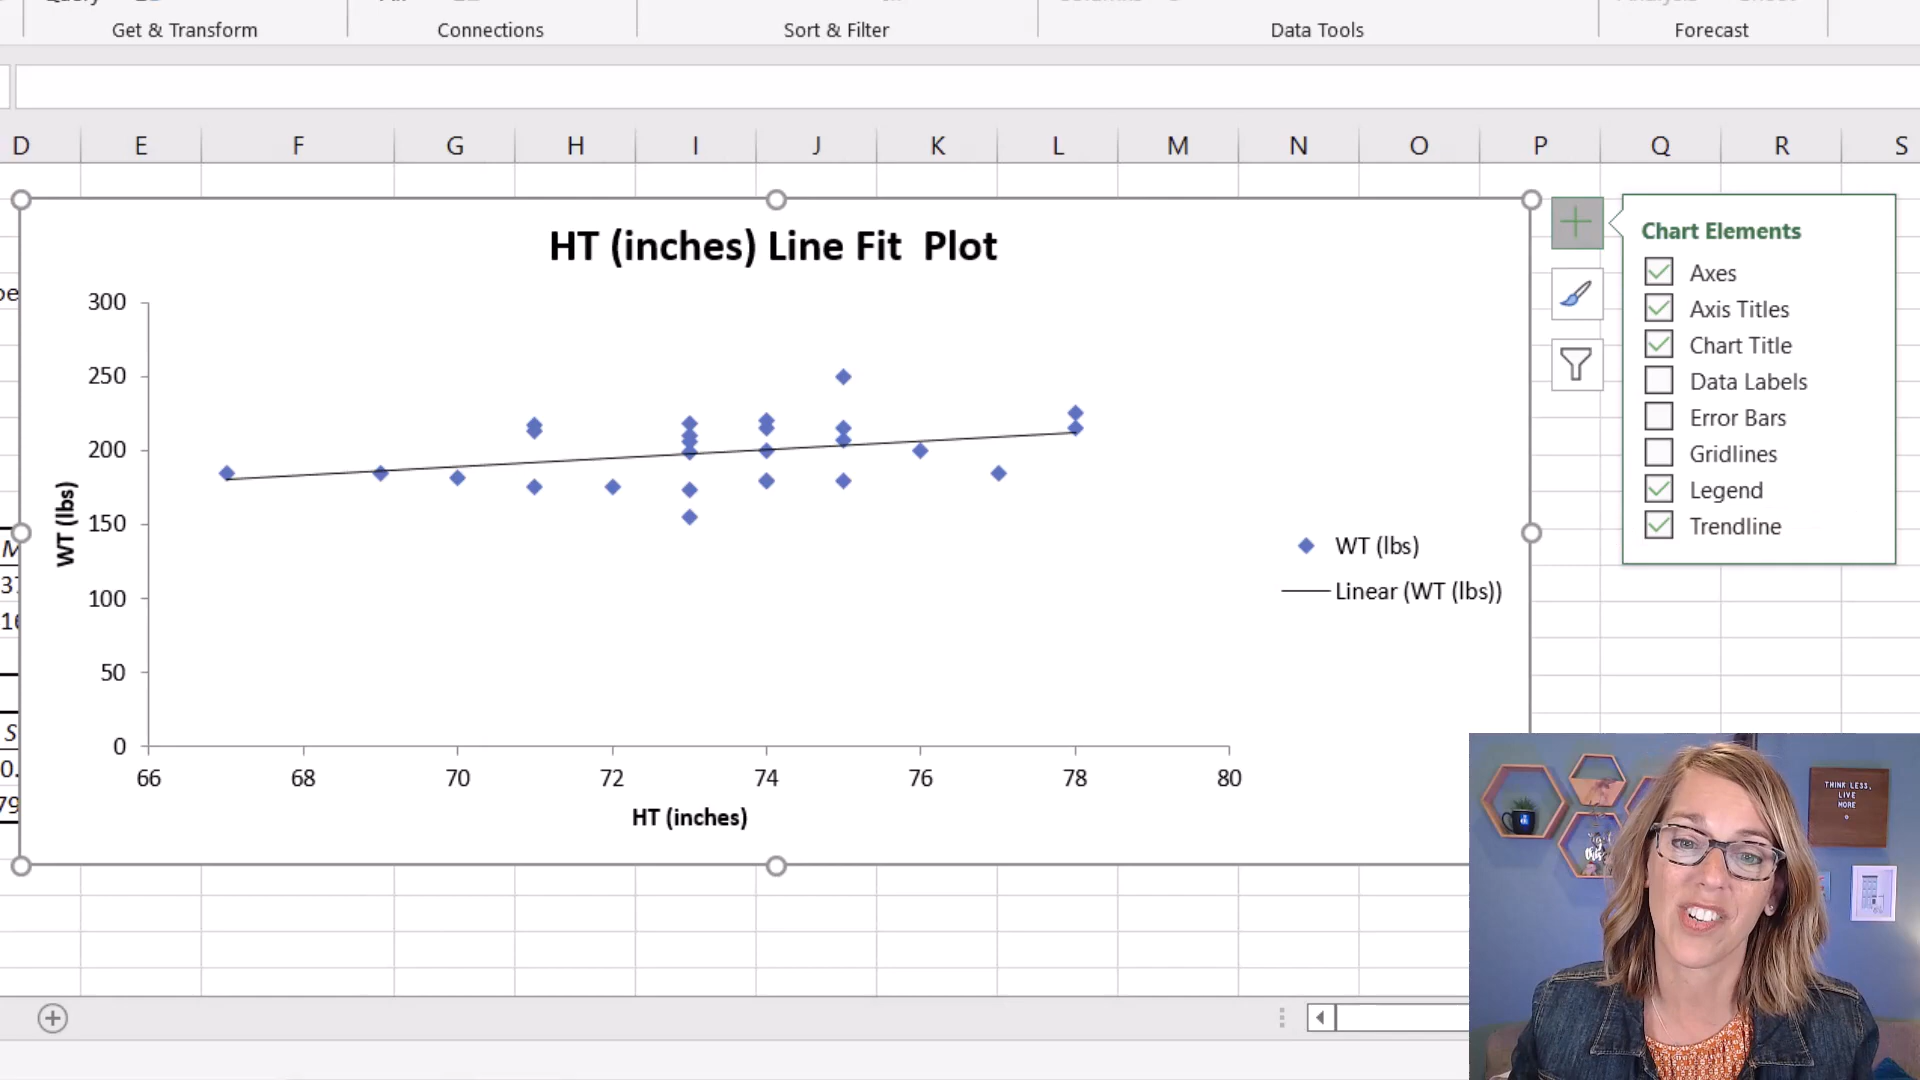 Get & Transform
Connections
Sort & Filter
Data Tools
Forecast
D E F G H I J K L M N O P Q R S
HT (inches) Line Fit  Plot
300
250
200
150
100
50
0
66 68 70 72 74 76 78 80
WT (lbs)
HT (inches)
WT (lbs)
Linear (WT (lbs))
Chart Elements
Axes
Axis Titles
Chart Title
Data Labels
Error Bars
Gridlines
Legend
Trendline
THINK LESS,
LIVE
MORE